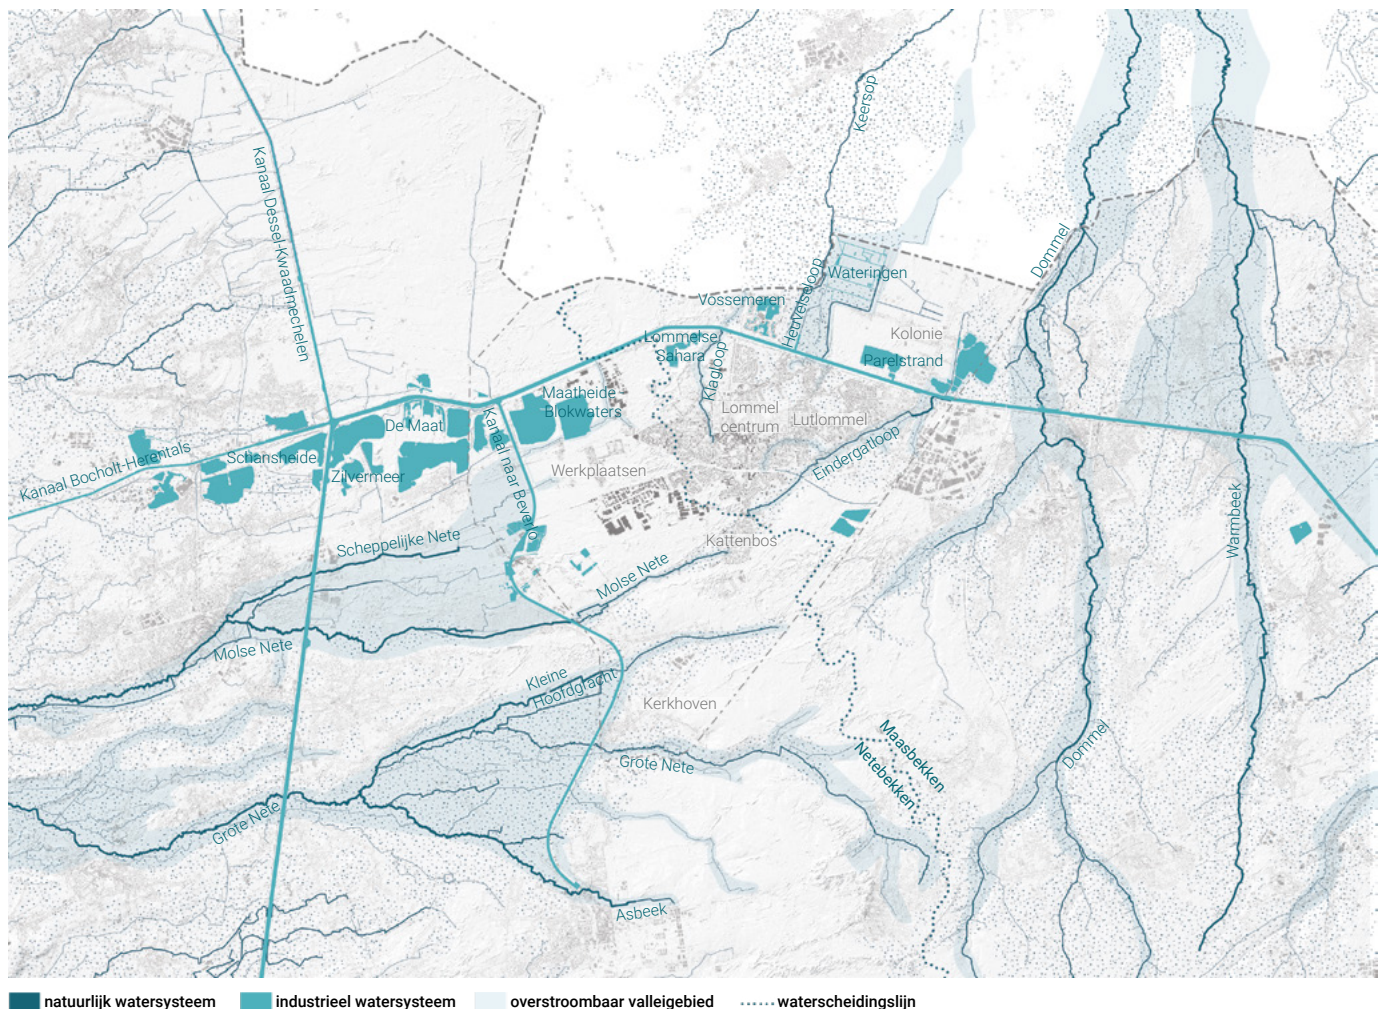 Keersop
Kanaal Dessel-Kwaadmechelen
Dommel
Heuvelseloop
Wateringen
Vossemeren
Kolonie
Lommelse
Sahara
Parelstrand
Klagloop
Maatheide -
Blokwaters
De Maat
Lommel
centrum
Lutlommel
Kanaal naar Beverlo
Eindergatloop
Schansheide
Kanaal Bocholt-Herentals
Zilvermeer
Werkplaatsen
Warmbeek
Scheppelijke Nete
Kattenbos
Molse Nete
Molse Nete
Kleine
Hoofdgracht
Kerkhoven
Maasbekken
Netebekken
Dommel
Grote Nete
Grote Nete
Asbeek
natuurlijk watersysteem
industrieel watersysteem
overstroombaar valleigebied
waterscheidingslijn